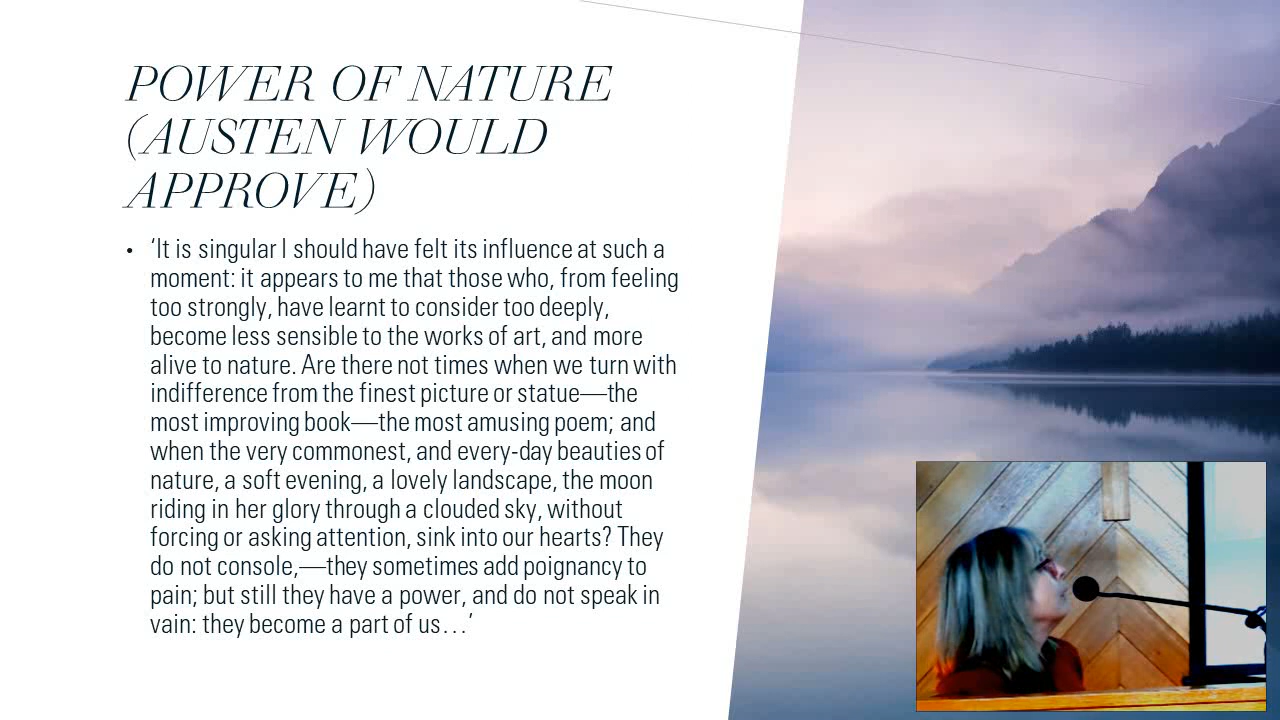 POWER OF NATURE
(AUSTEN WOULD
APPROVE)
• ‘It is singular I should have felt its influence at such a
moment: it appears to me that those who, from feeling
too strongly, have learnt to consider too deeply,
become less sensible to the works of art, and more
alive to nature. Are there not times when we turn with
indifference from the finest picture or statue—the
most improving book—the most amusing poem; and
when the very commonest, and every-day beauties of
nature, a soft evening, a lovely landscape, the moon
riding in her glory through a clouded sky, without
forcing or asking attention, sink into our hearts? They
do not console,—they sometimes add poignancy to
pain; but still they have a power, and do not speak in
vain: they become a part of us…’